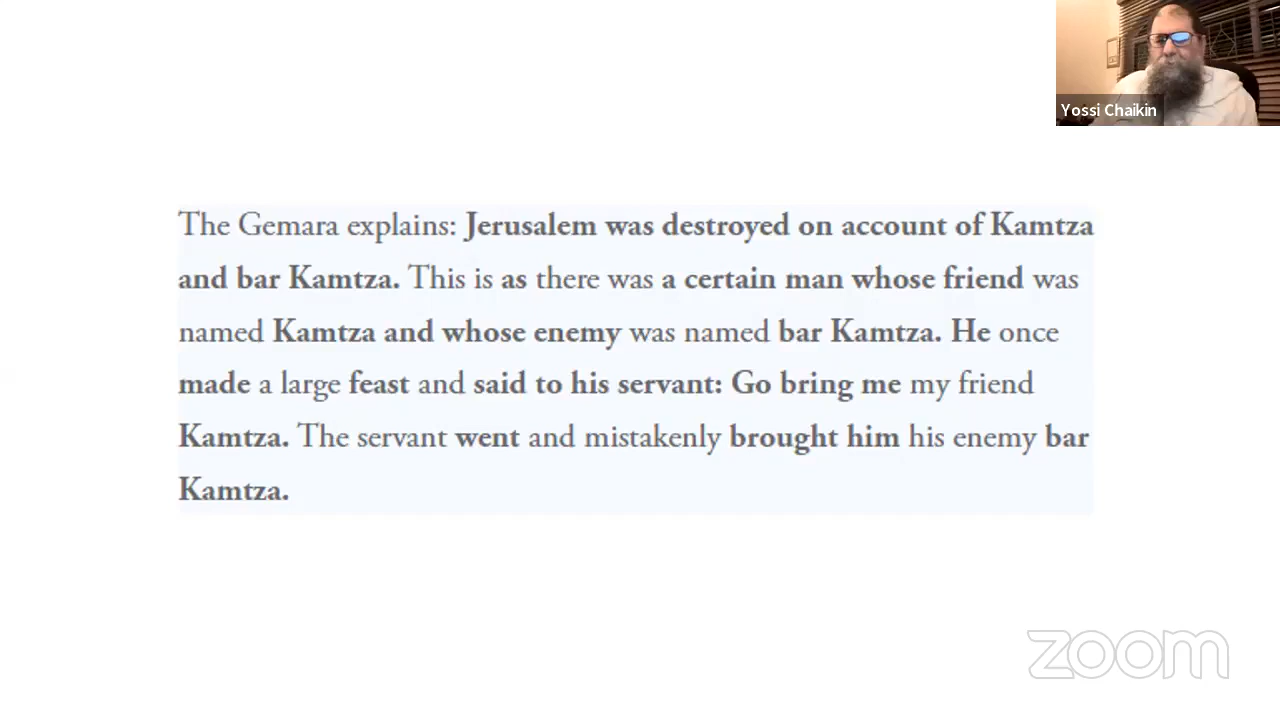 Yossi Chaikin
The Gemara explains: Jerusalem was destroyed on account of Kamtza
and bar Kamtza. This is as there was a certain man whose friend was
named Kamtza and whose enemy was named bar Kamtza. He once
made a large feast and said to his servant: Go bring me my friend
Kamtza. The servant went and mistakenly brought him his enemy bar
Kamtza.
zoom